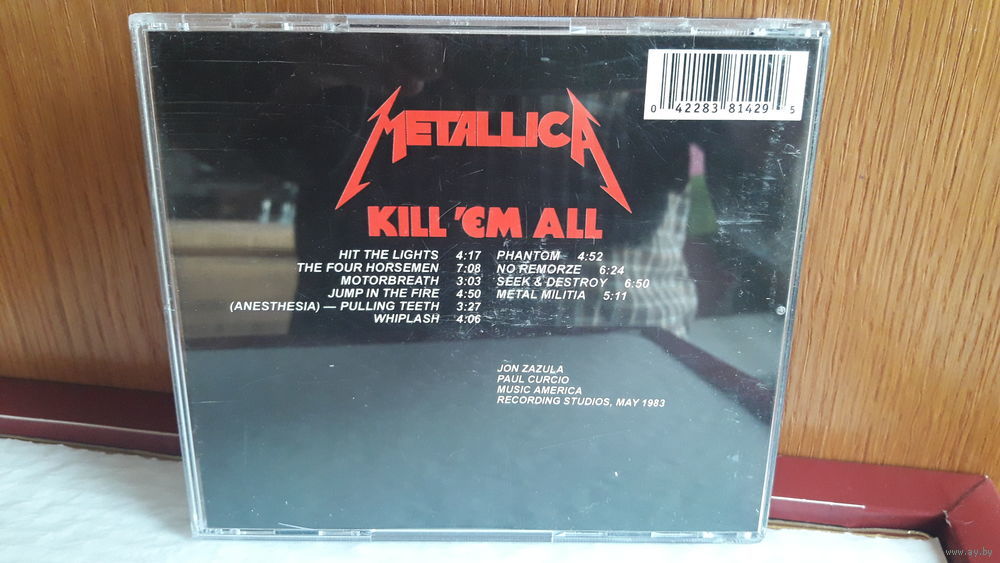 0 42283 81429 5
METALLICA
KILL 'EM ALL
HIT THE LIGHTS 4:17
THE FOUR HORSEMEN 7:08
MOTORBREATH 3:03
JUMP IN THE FIRE 4:50
(ANESTHESIA) — PULLING TEETH 3:27
WHIPLASH 4:06
PHANTOM 4:52
NO REMORZE 6:24
SEEK & DESTROY 6:50
METAL MILITIA 5:11
JON ZAZULA
PAUL CURCIO
MUSIC AMERICA
RECORDING STUDIOS, MAY 1983
www.ay.by